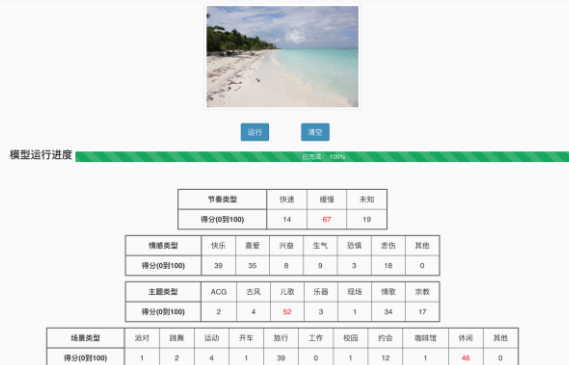 运行 清空
模型运行进度 已完成: 100%
节奏类型 快速 缓慢 未知
得分(0到100) 14 67 19
情感类型 快乐 喜爱 兴奋 生气 恐惧 悲伤 其他
得分(0到100) 39 35 8 9 3 18 0
主题类型 ACG 古风 儿歌 乐器 现场 情歌 宗教
得分(0到100) 2 4 52 3 1 34 17
场景类型 派对 跳舞 运动 开车 旅行 工作 校园 约会 咖啡馆 休闲 其他
得分(0到100) 1 2 4 1 39 0 1 12 1 46 0